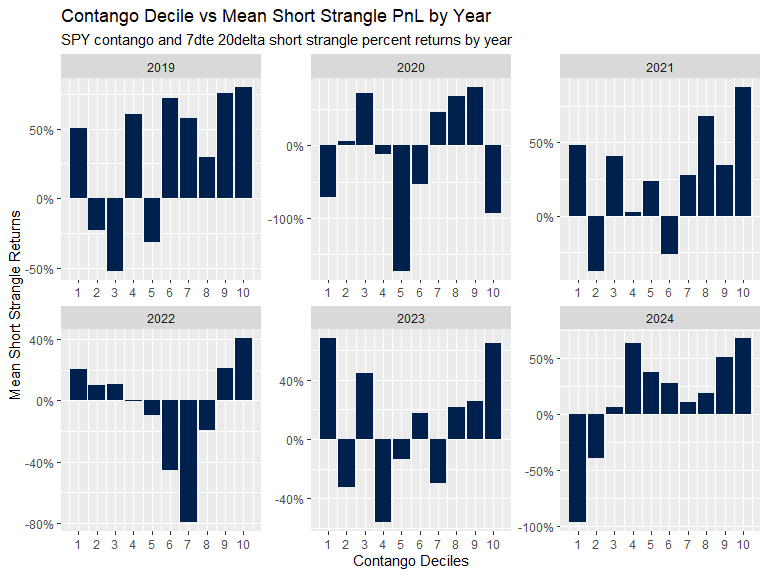 Contango Decile vs Mean Short Strangle PnL by Year
SPY contango and 7dte 20delta short strangle percent returns by year
2019
2020
2021
50%
0%
-50%
0%
-100%
50%
0%
1 2 3 4 5 6 7 8 9 10
1 2 3 4 5 6 7 8 9 10
1 2 3 4 5 6 7 8 9 10
Mean Short Strangle Returns
2022
2023
2024
40%
0%
-40%
-80%
40%
0%
-40%
50%
0%
-50%
-100%
1 2 3 4 5 6 7 8 9 10
1 2 3 4 5 6 7 8 9 10
1 2 3 4 5 6 7 8 9 10
Contango Deciles